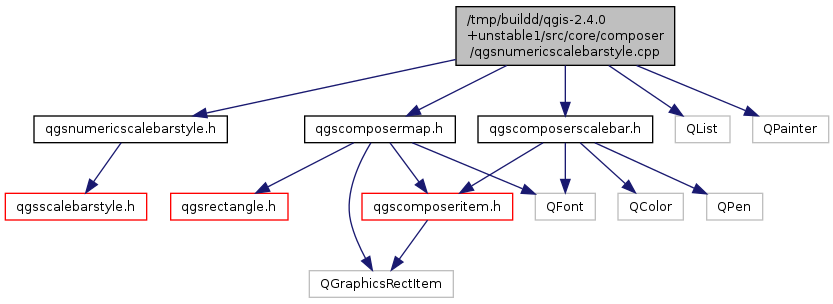 /tmp/buildd/qgis-2.4.0
+unstable1/src/core/composer
/qgsnumericscalebarstyle.cpp
qgsnumericscalebarstyle.h
qgscomposermap.h
qgscomposerscalebar.h
QList
QPainter
qgsscalebarstyle.h
qgsrectangle.h
qgscomposeritem.h
QFont
QColor
QPen
QGraphicsRectItem